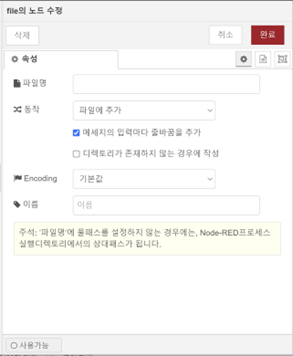 file의 노드 수정
삭제
취소
완료
속성
파일명
동작
파일에 추가
메세지의 입력마다 줄바꿈을 추가
디렉토리가 존재하지 않는 경우에 작성
Encoding
기본값
이름
이름
주석: '파일명'에 풀패스를 설정하지 않는 경우에는, Node-RED프로세스
실행디렉토리에서의 상대패스가 됩니다.
사용가능